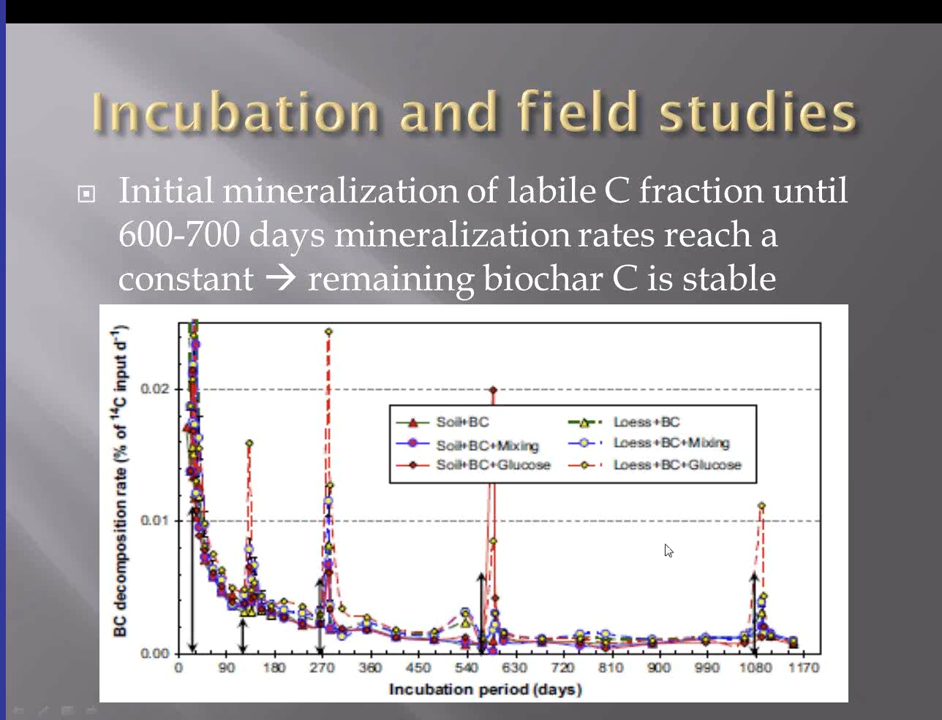 Incubation and field studies
Initial mineralization of labile C fraction until
600-700 days mineralization rates reach a
constant → remaining biochar C is stable
BC decomposition rate (% of ¹⁴C input d⁻¹)
0.02
0.01
0.00
Soil+BC
Loess+BC
Soil+BC+Mixing
Loess+BC+Mixing
Soil+BC+Glucose
Loess+BC+Glucose
0 90 180 270 360 450 540 630 720 810 900 990 1080 1170
Incubation period (days)